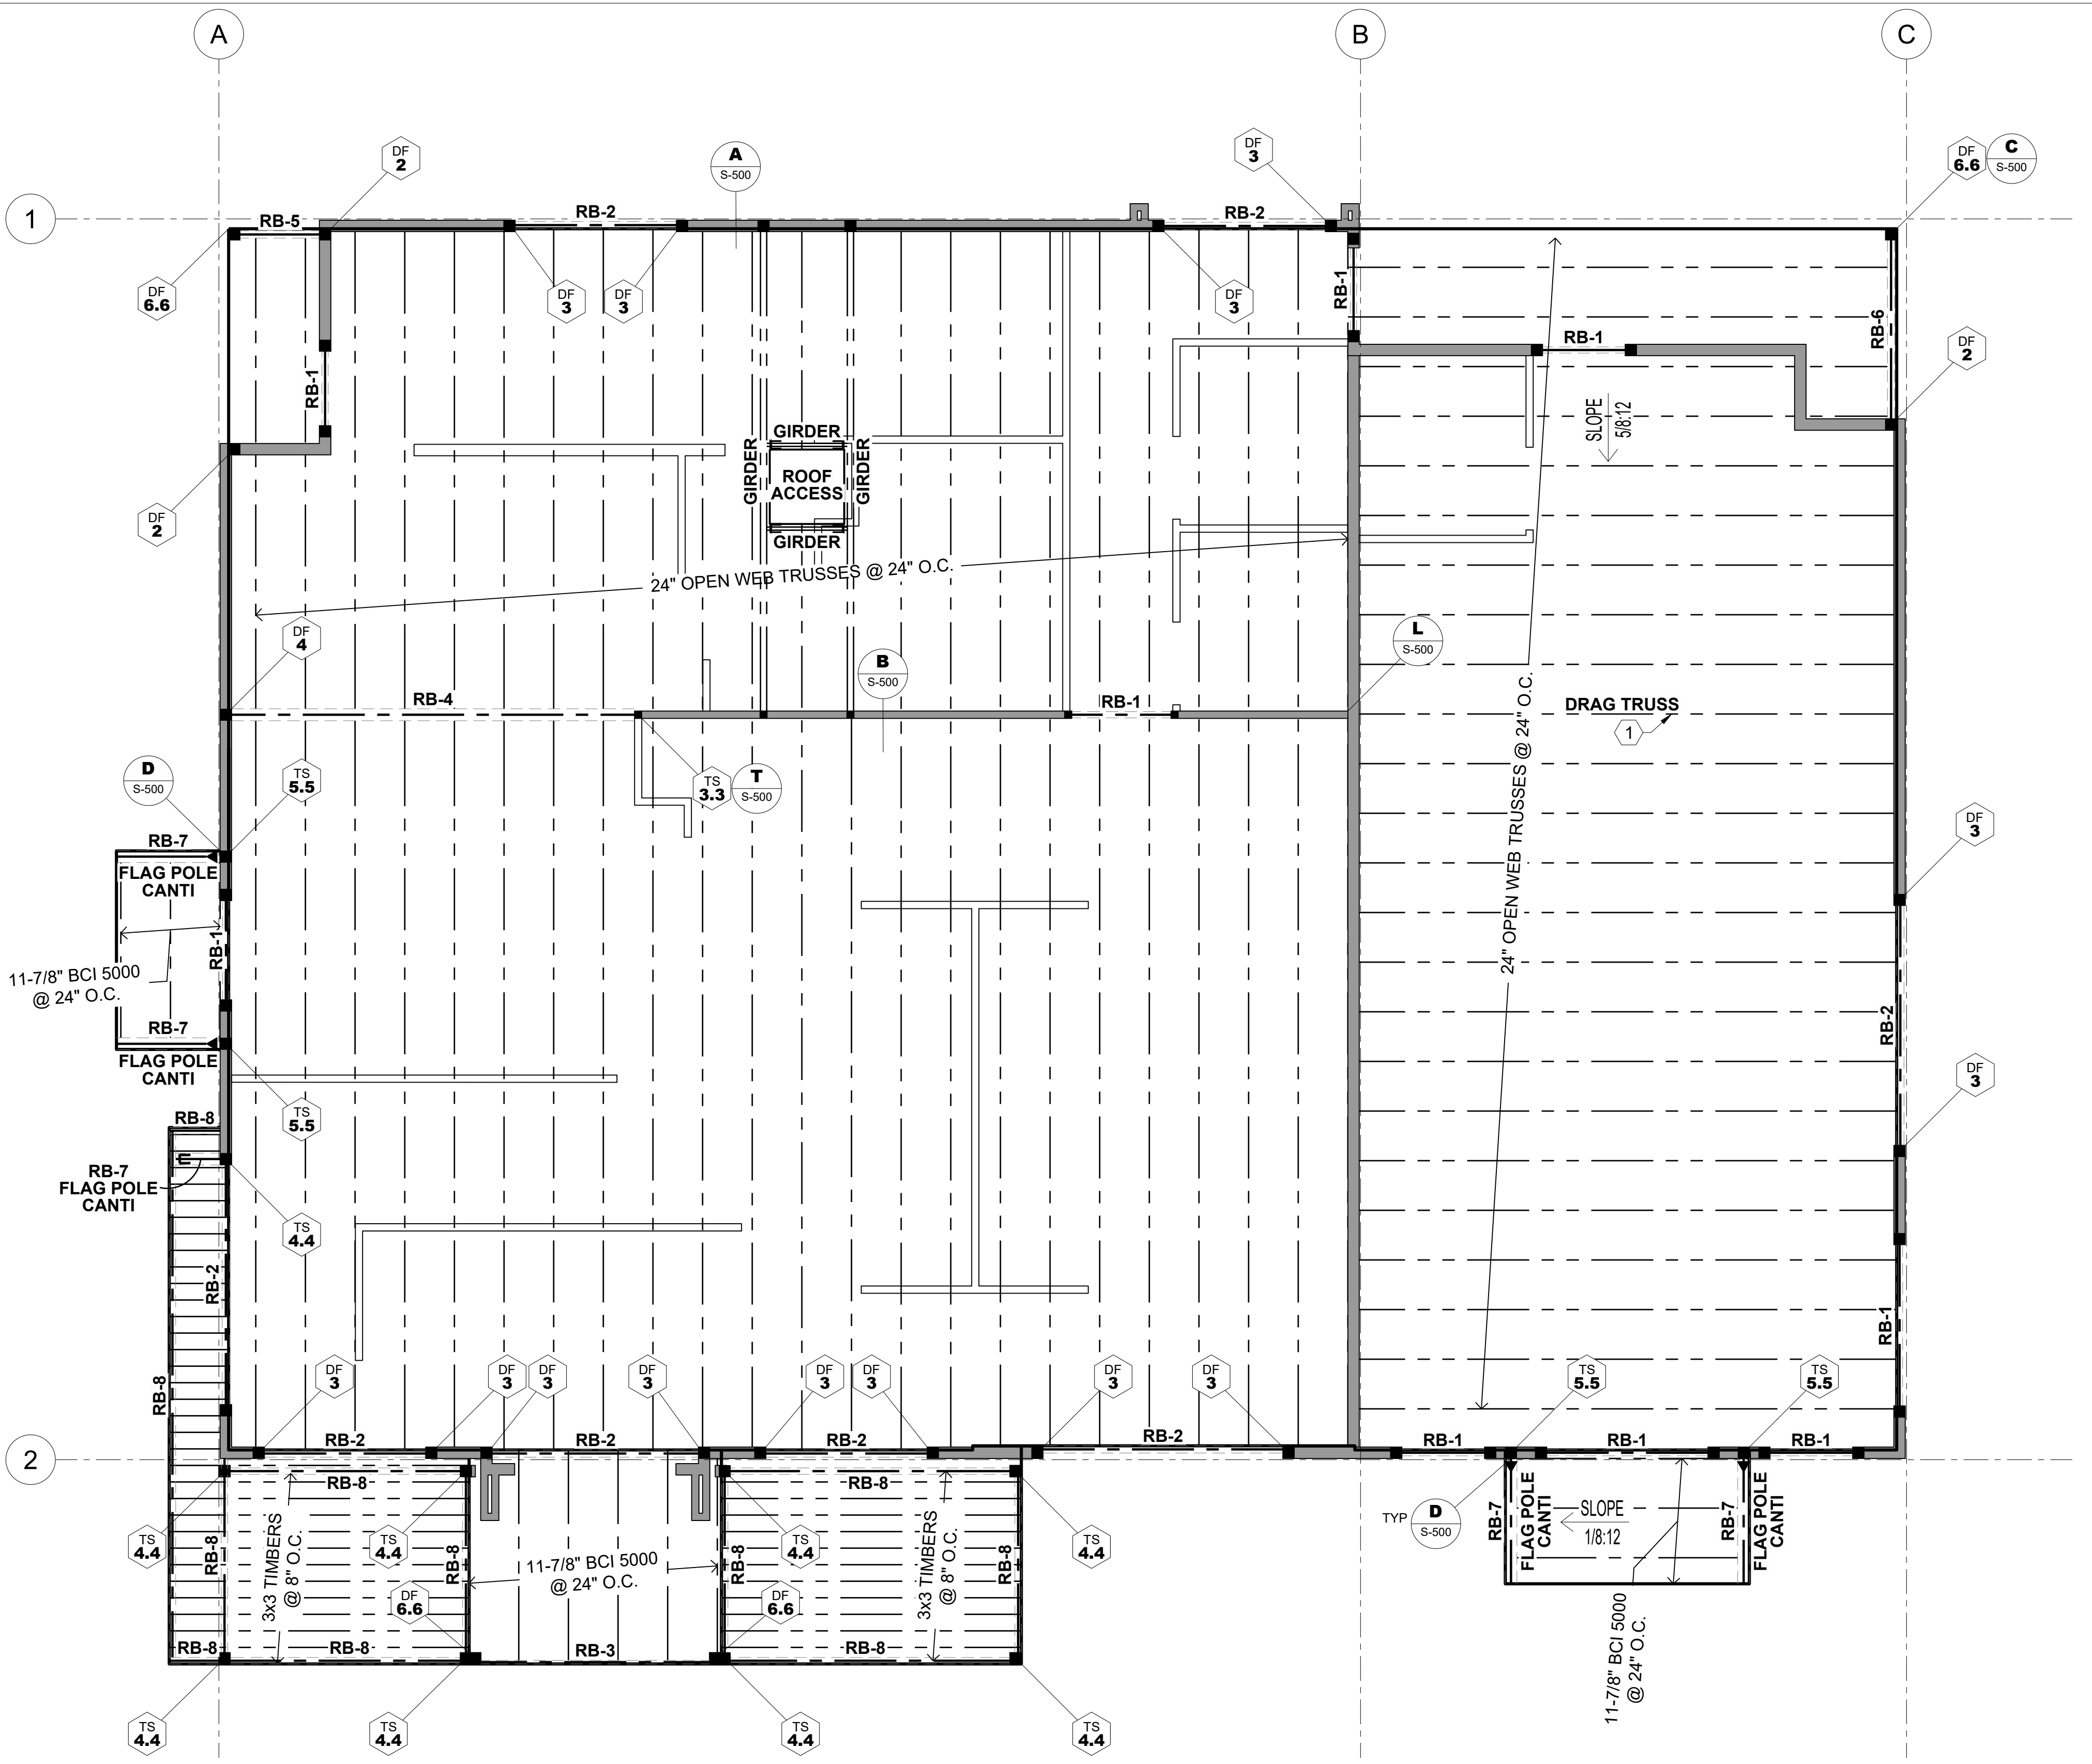 A
B
C
DF
2
A
S-500
DF
3
DF
6.6
C
S-500
1
RB-5
RB-2
RB-2
DF
6.6
DF
3
DF
3
DF
3
RB-1
RB-6
RB-1
DF
2
RB-1
SLOPE
5/8:12
GIRDER
GIRDER
GIRDER
ROOF
ACCESS
GIRDER
DF
2
24" OPEN WEB TRUSSES @ 24" O.C.
DF
4
L
S-500
B
S-500
RB-4
RB-1
DRAG TRUSS
1
24" OPEN WEB TRUSSES @ 24" O.C.
D
S-500
TS
5.5
TS
3.3
T
S-500
DF
3
RB-7
FLAG POLE
CANTI
RB-1
11-7/8" BCI 5000
@ 24" O.C.
RB-7
FLAG POLE
CANTI
RB-2
DF
3
TS
5.5
RB-8
RB-7
FLAG POLE
CANTI
TS
4.4
RB-2
RB-1
RB-8
DF
3
DF
3
DF
3
DF
3
DF
3
DF
3
DF
3
DF
3
TS
5.5
TS
5.5
2
RB-2
RB-2
RB-2
RB-2
RB-1
RB-1
RB-1
RB-8
RB-8
TS
4.4
RB-8
3x3 TIMBERS
@ 8" O.C.
TS
4.4
RB-8
11-7/8" BCI 5000
@ 24" O.C.
RB-8
TS
4.4
3x3 TIMBERS
@ 8" O.C.
RB-8
TS
4.4
TYP
D
S-500
RB-7
FLAG POLE
CANTI
SLOPE
1/8:12
RB-7
FLAG POLE
CANTI
DF
6.6
DF
6.6
RB-8
RB-8
RB-3
RB-8
11-7/8" BCI 5000
@ 24" O.C.
TS
4.4
TS
4.4
TS
4.4
TS
4.4